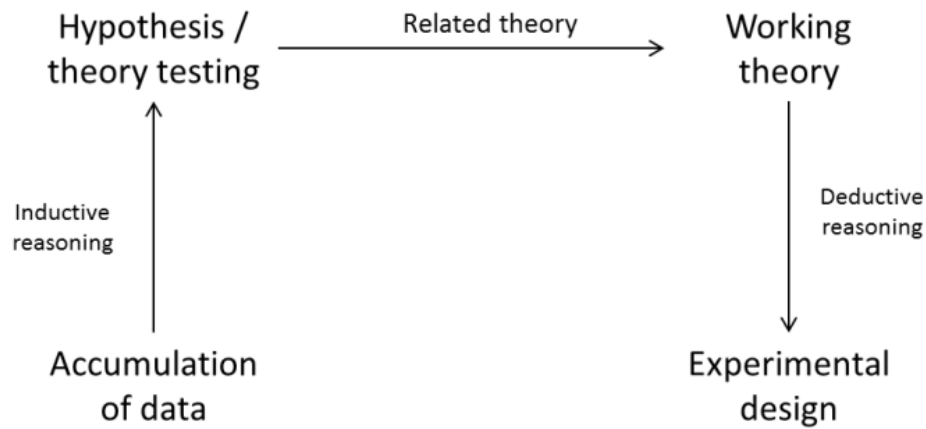 Hypothesis /
theory testing
Related theory
Working
theory
Inductive
reasoning
Deductive
reasoning
Accumulation
of data
Experimental
design